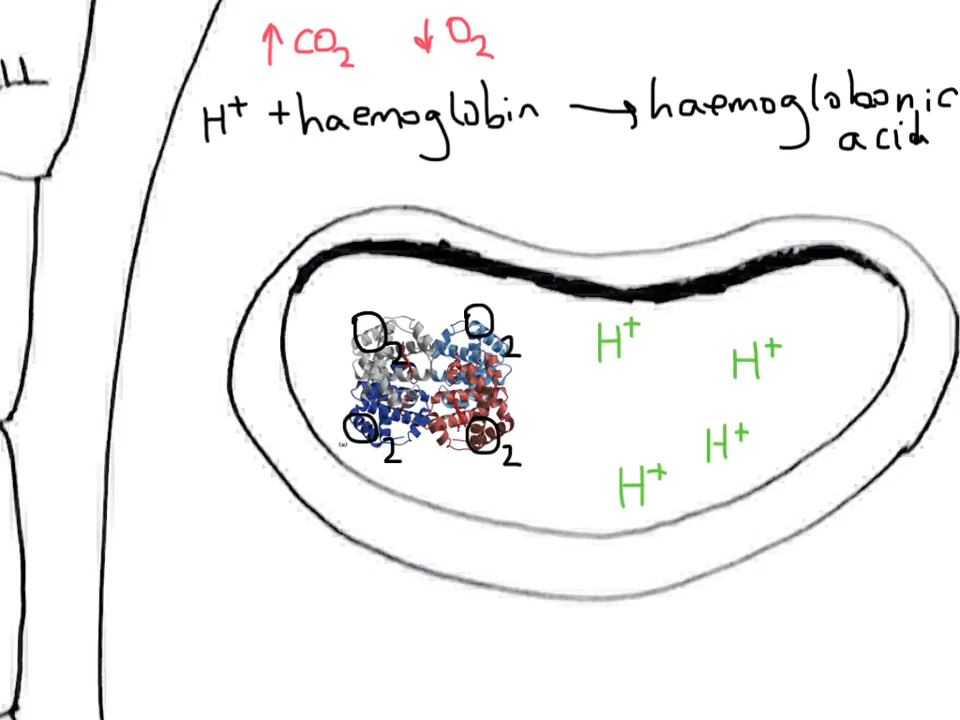 ↑ CO₂ ↓ O₂
H⁺ + haemoglobin → haemoglobonic
acid
O₂ O₂
H⁺
H⁺
O₂ O₂
H⁺
H⁺